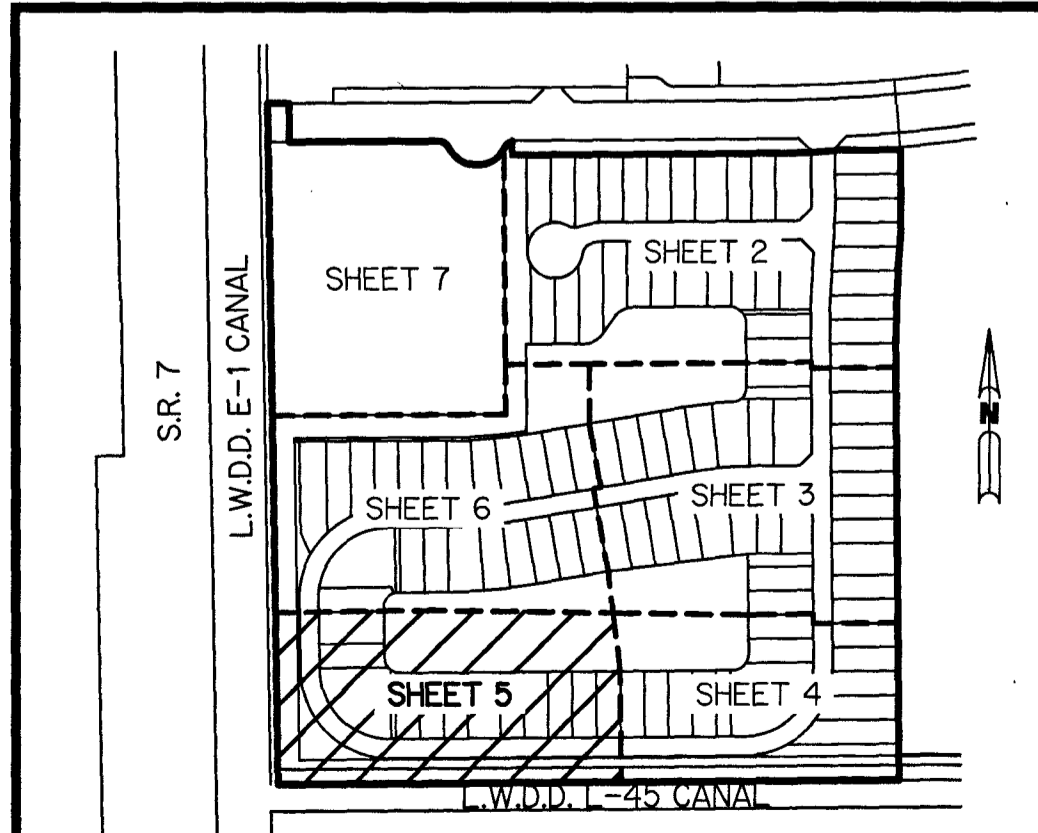 SHEET 2
SHEET 7
L.W.D.D. E-1 CANAL
S.R. 7
N
SHEET 6
SHEET 3
SHEET 5
SHEET 4
L.W.D.D. L-45 CANAL